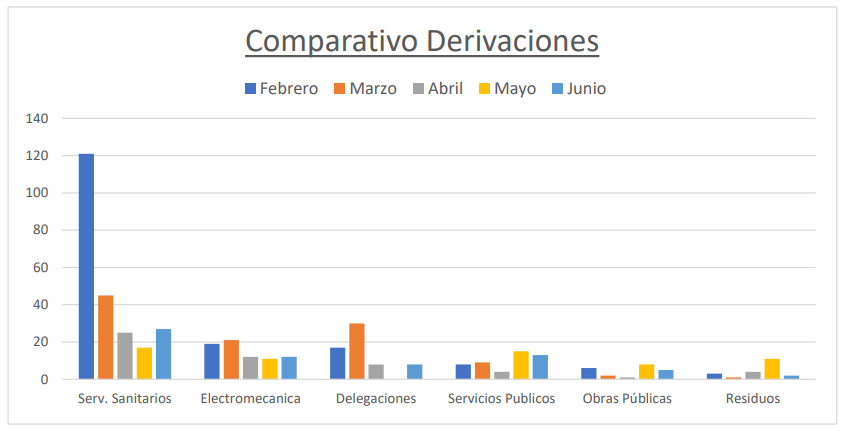 Comparativo Derivaciones
Febrero Marzo Abril Mayo Junio
140
120
100
80
60
40
20
0
Serv. Sanitarios Electromecanica Delegaciones Servicios Publicos Obras Públicas Residuos